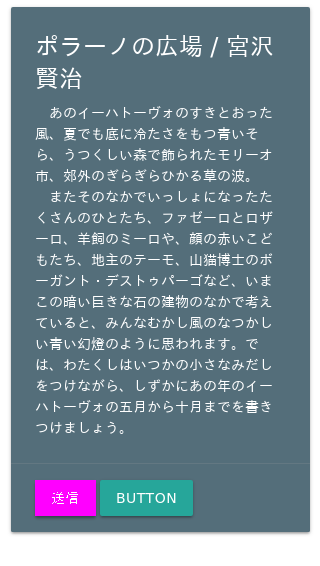 ポラーノの広場 / 宮沢
賢治
　あのイーハトーヴォのすきとおった
風、夏でも底に冷たさをもつ青いそ
ら、うつくしい森で飾られたモリーオ
市、郊外のぎらぎらひかる草の波。
　またそのなかでいっしょになったた
くさんのひとたち、ファゼーロとロザ
ーロ、羊飼のミーロや、顔の赤いこど
もたち、地主のテーモ、山猫博士のボ
ーガント・デストゥパーゴなど、いま
この暗い巨きな石の建物のなかで考え
ていると、みんなむかし風のなつかし
い青い幻燈のように思われます。で
は、わたくしはいつかの小さなみだし
をつけながら、しずかにあの年のイー
ハトーヴォの五月から十月までを書き
つけましょう。
送信 BUTTON